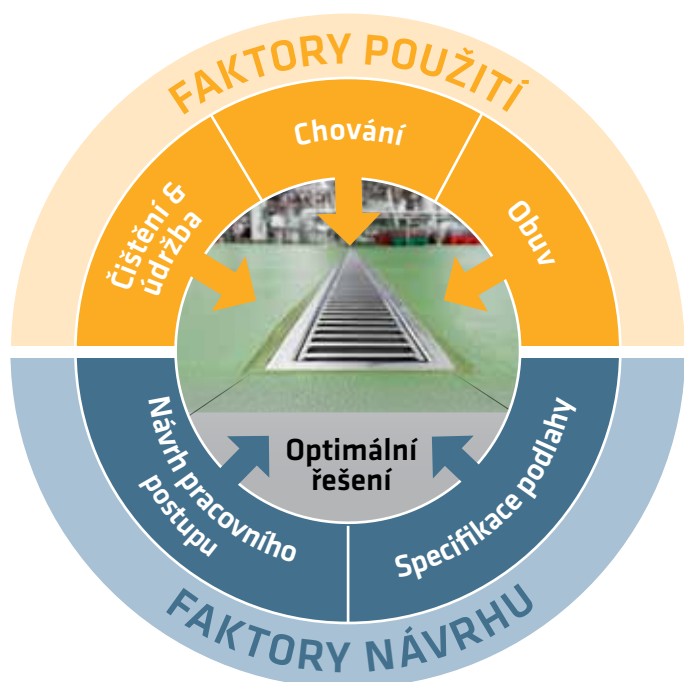 FAKTORY POUŽITÍ
Chování
Čištění &
údržba
Obuv
Optimální
řešení
Návrh pracovního
postupu
Specifikace podlahy
FAKTORY NÁVRHU